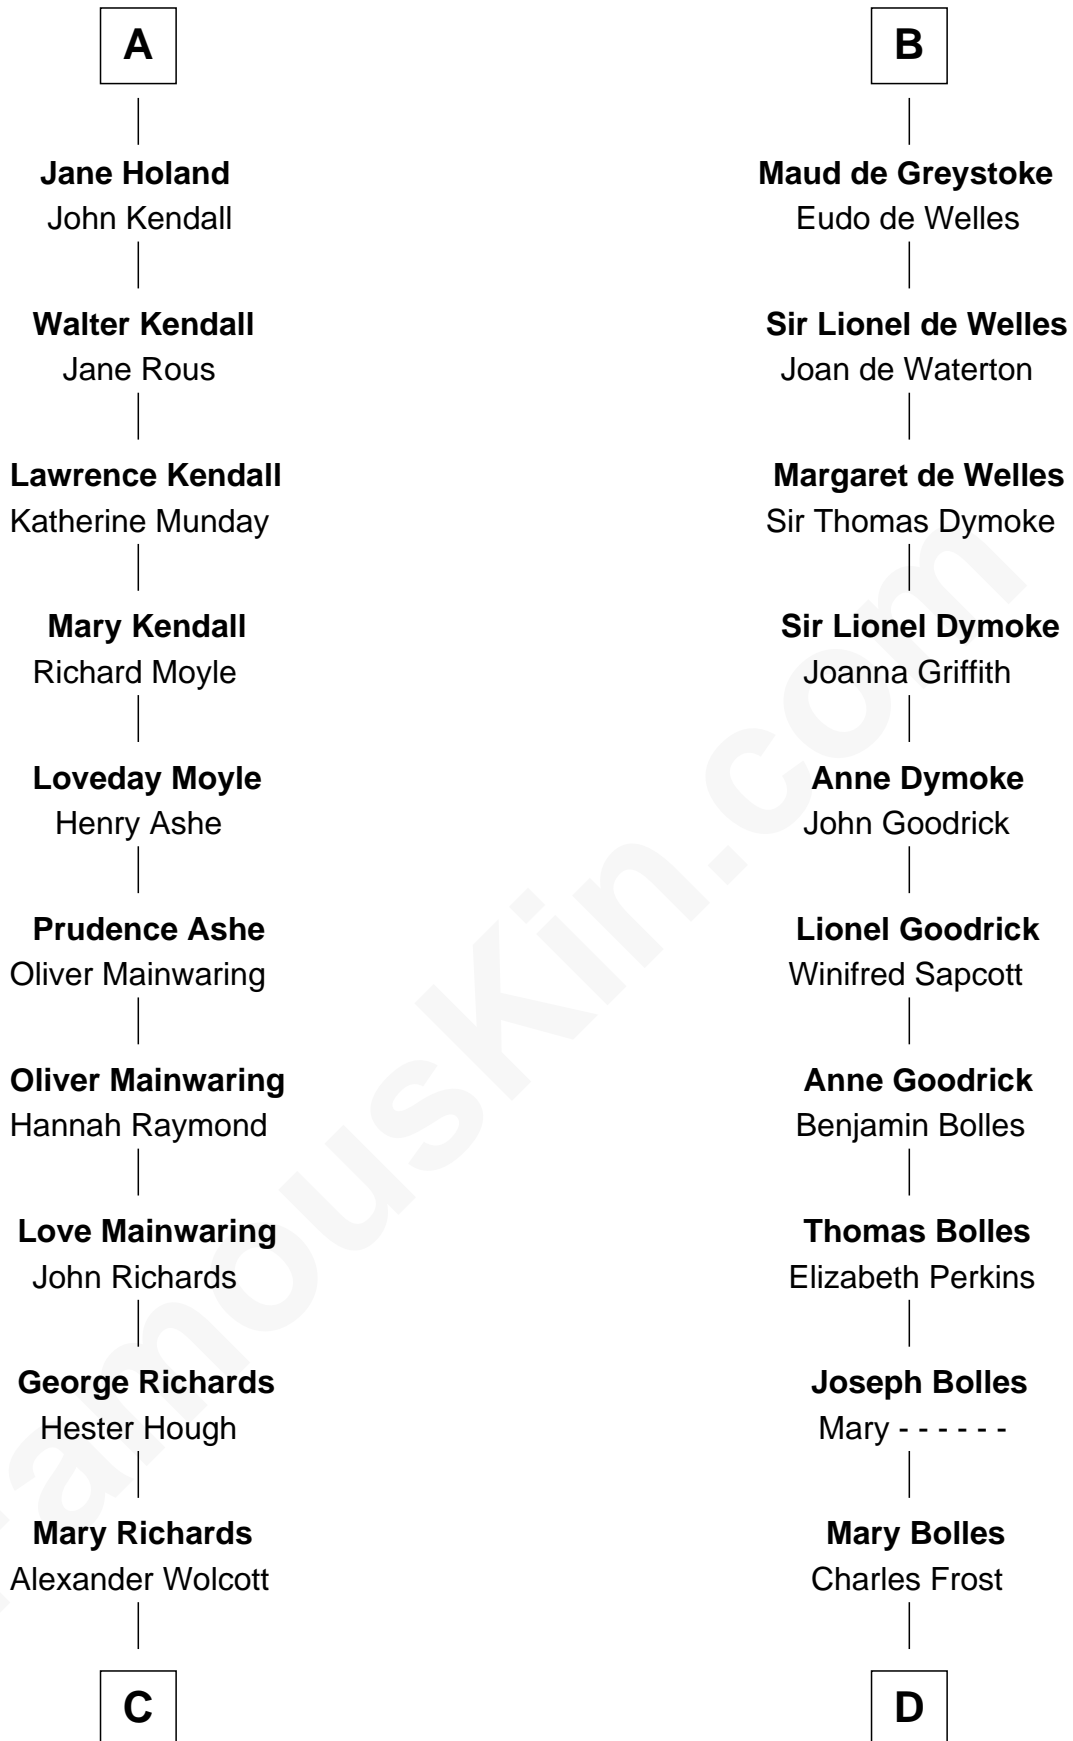 A
Jane Holand
John Kendall
Walter Kendall
Jane Rous
Lawrence Kendall
Katherine Munday
Mary Kendall
Richard Moyle
Loveday Moyle
Henry Ashe
Prudence Ashe
Oliver Mainwaring
Oliver Mainwaring
Hannah Raymond
Love Mainwaring
John Richards
George Richards
Hester Hough
Mary Richards
Alexander Wolcott
C
B
Maud de Greystoke
Eudo de Welles
Sir Lionel de Welles
Joan de Waterton
Margaret de Welles
Sir Thomas Dymoke
Sir Lionel Dymoke
Joanna Griffith
Anne Dymoke
John Goodrick
Lionel Goodrick
Winifred Sapcott
Anne Goodrick
Benjamin Bolles
Thomas Bolles
Elizabeth Perkins
Joseph Bolles
Mary - - - - - -
Mary Bolles
Charles Frost
D
FamousKin.com